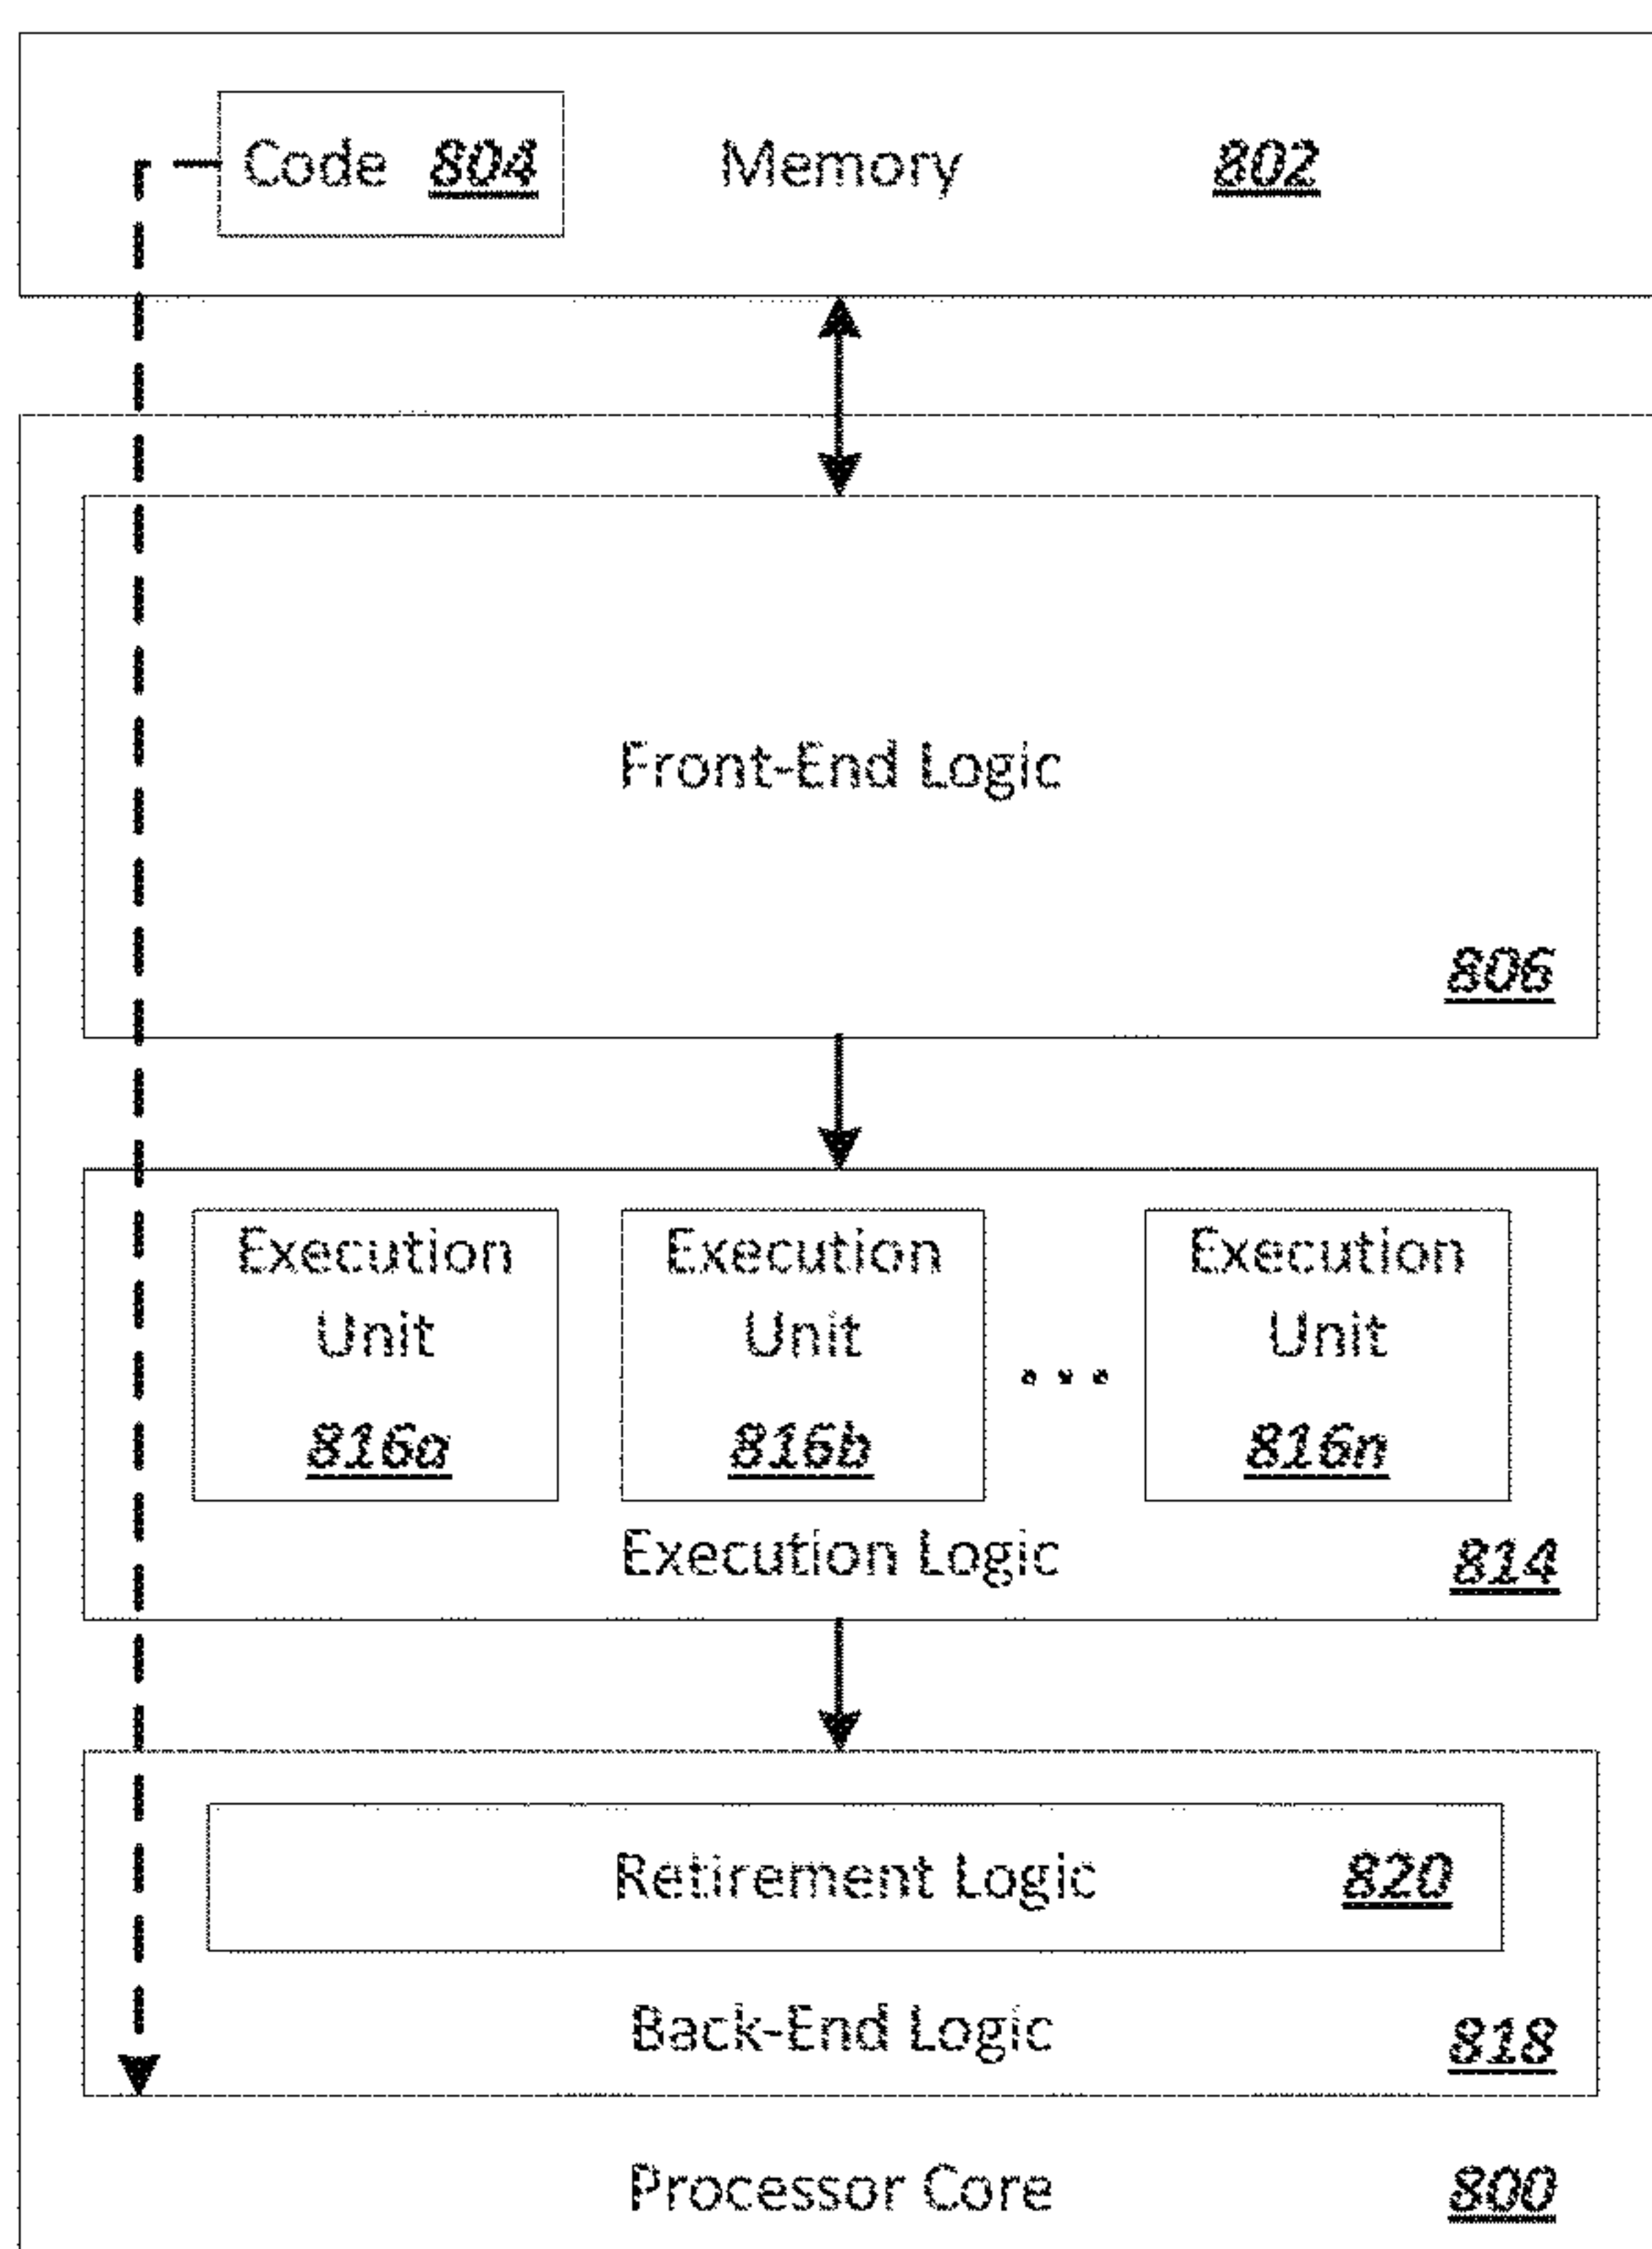 Code 804 Memory 802
Front-End Logic
806
Execution Unit 816a
Execution Unit 816b
...
Execution Unit 816n
Execution Logic 814
Retirement Logic 820
Back-End Logic 818
Processor Core 800